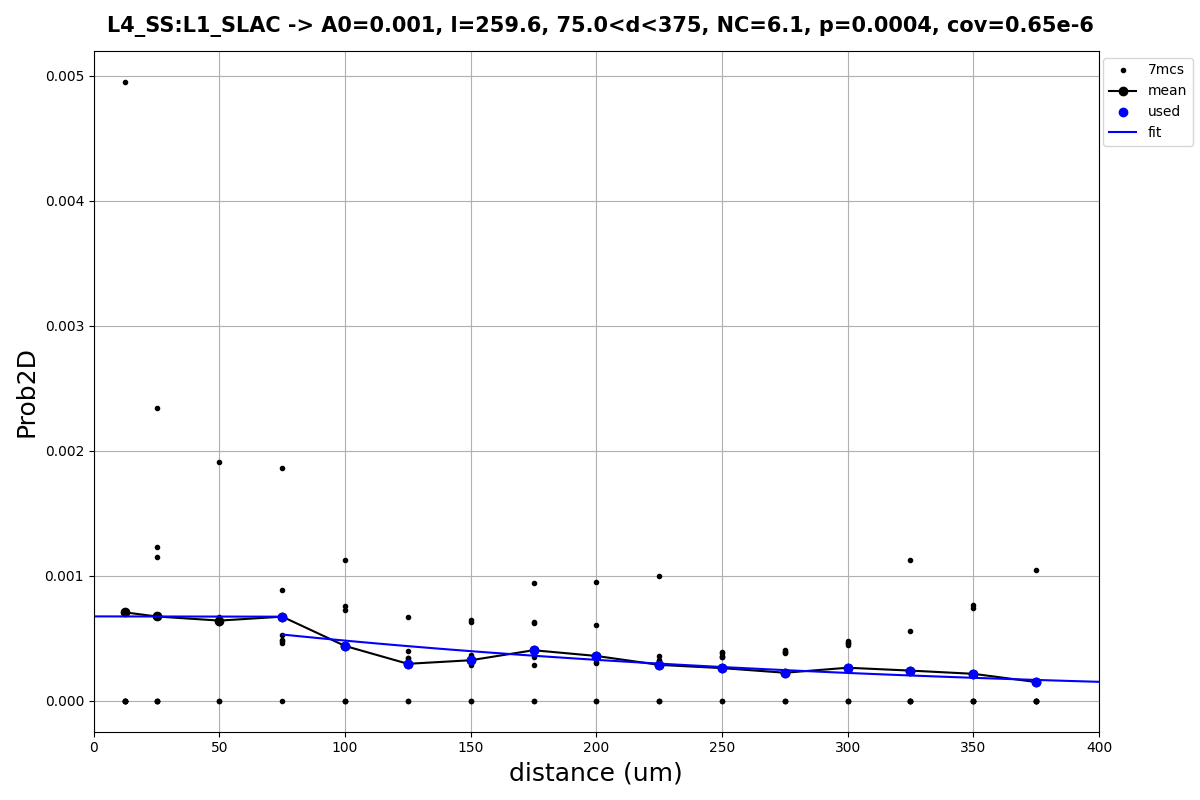 L4_SS:L1_SLAC -> A0=0.001, l=259.6, 75.0<d<375, NC=6.1, p=0.0004, cov=0.65e-6
7mcs
mean
used
fit
Prob2D
0.005
0.004
0.003
0.002
0.001
0.000
0 50 100 150 200 250 300 350 400
distance (um)